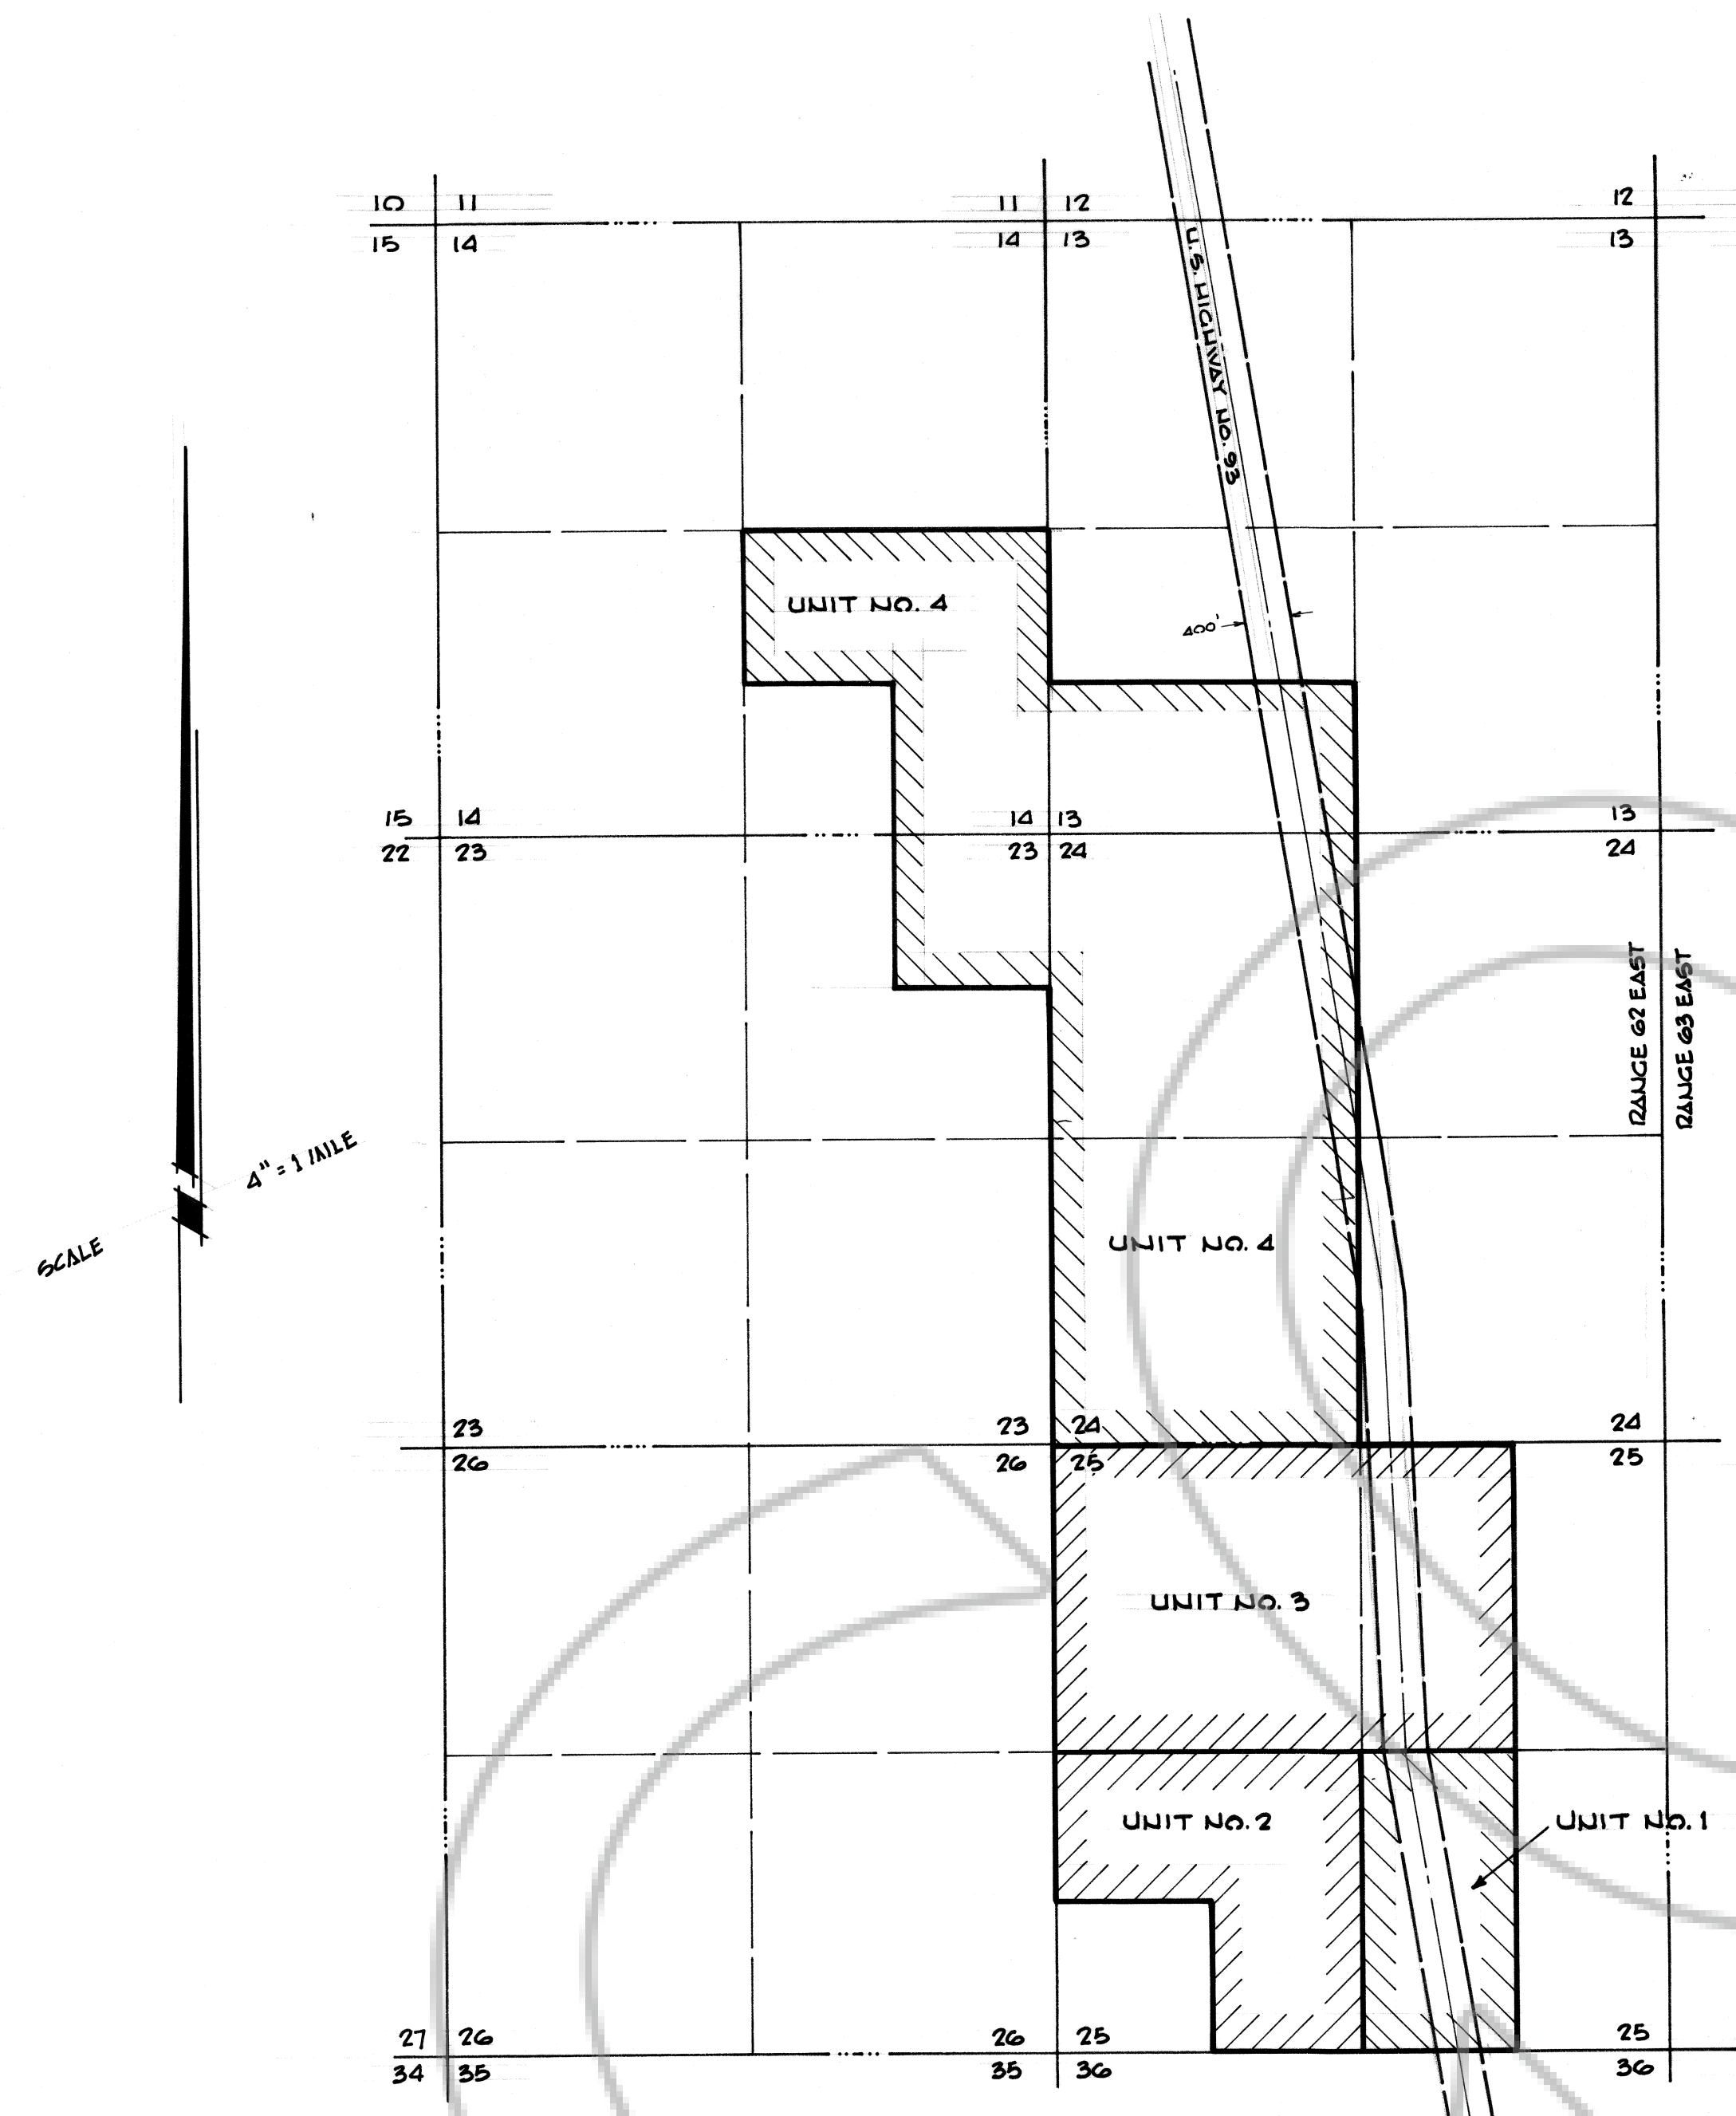 10 11 11 12 12
15 14 14 13 13
U.S. HIGHWAY NO. 93
UNIT NO. 4
400'
15 14 14 13 13
22 23 23 24 24
RANGE 62 EAST
RANGE 63 EAST
SCALE 4" = 1 MILE
UNIT NO. 4
23 23 24 24
26 26 25 25
UNIT NO. 3
UNIT NO. 2
UNIT NO. 1
27 26 26 25 25
34 35 35 36 36